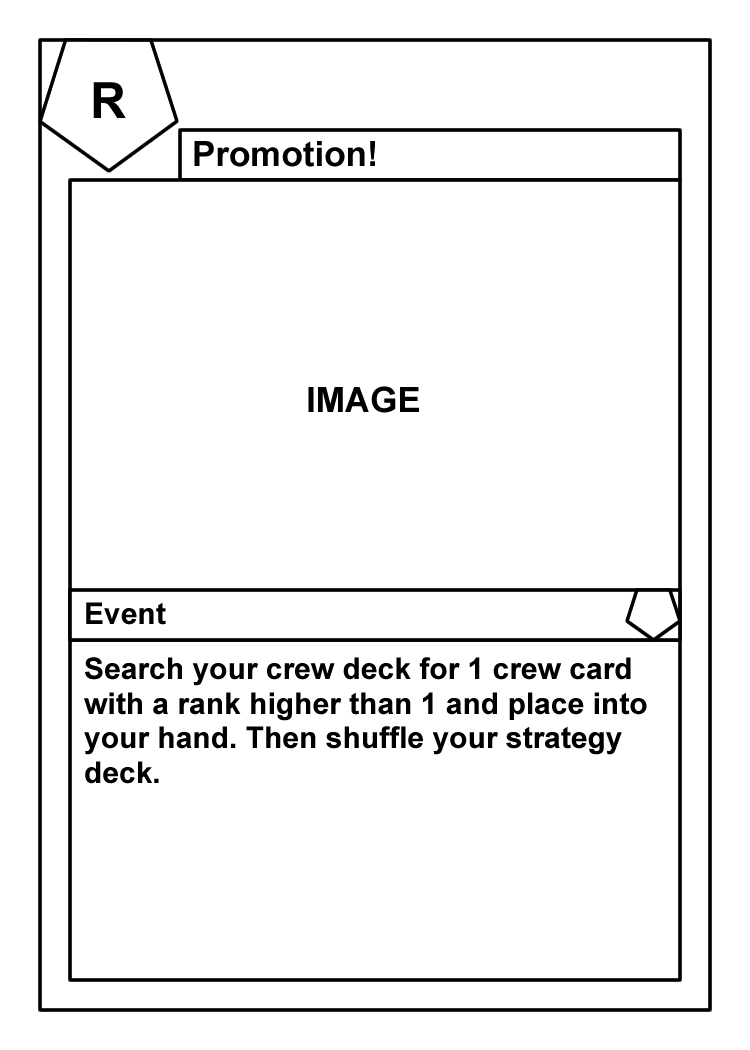 R
Promotion!
IMAGE
Event
Search your crew deck for 1 crew card
with a rank higher than 1 and place into
your hand. Then shuffle your strategy
deck.